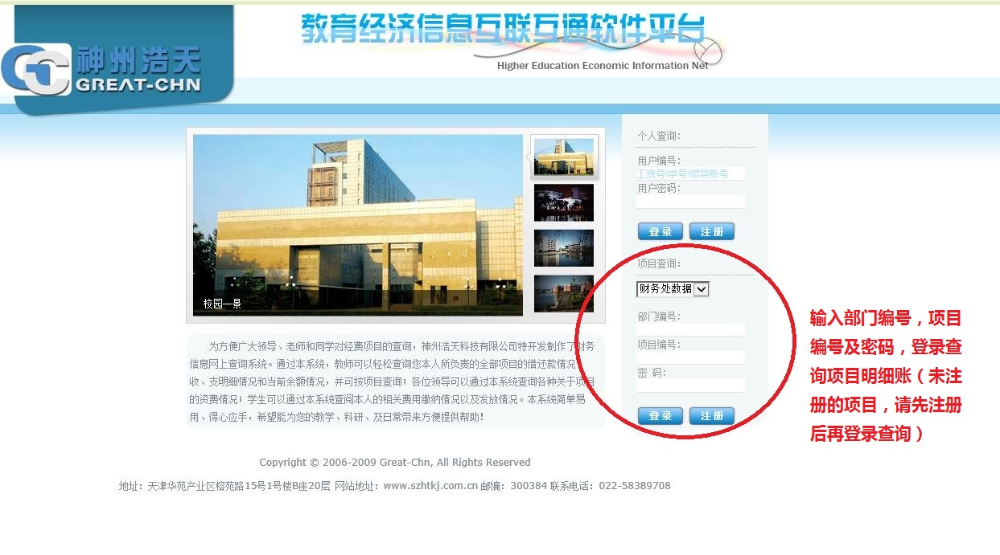 神州浩天
GREAT-CHN
教育经济信息互联互通软件平台
Higher Education Economic Information Net
校园一景
个人查询:
用户编号:
工资号\学号\领导账号
用户密码:
登录 注册
项目查询:
财务处数据
部门编号:
项目编号:
密 码:
登录 注册
输入部门编号，项目
编号及密码，登录查
询项目明细账（未注
册的项目，请先注册
后再登录查询）
为方便广大领导、老师和同学对经费项目的查询，神州浩天科技有限公司特开发制作了财务
信息网上查询系统。通过本系统，教师可以轻松查询您本人所负责的全部项目的借还款情况、
收、支明细情况和当前余额情况，并可按项目查询；各位领导可以通过本系统查询各种关于项目
的资费情况；学生可以通过本系统查阅本人的相关费用缴纳情况以及发放情况。本系统简单易
用、得心应手，希望能为您的教学、科研、及日常带来方便提供帮助！
Copyright © 2006-2009 Great-Chn, All Rights Reserved
地址：天津华苑产业区榕苑路15号1号楼B座20层 网站地址：www.szhtkj.com.cn 邮编：300384 联系电话：022-58389708